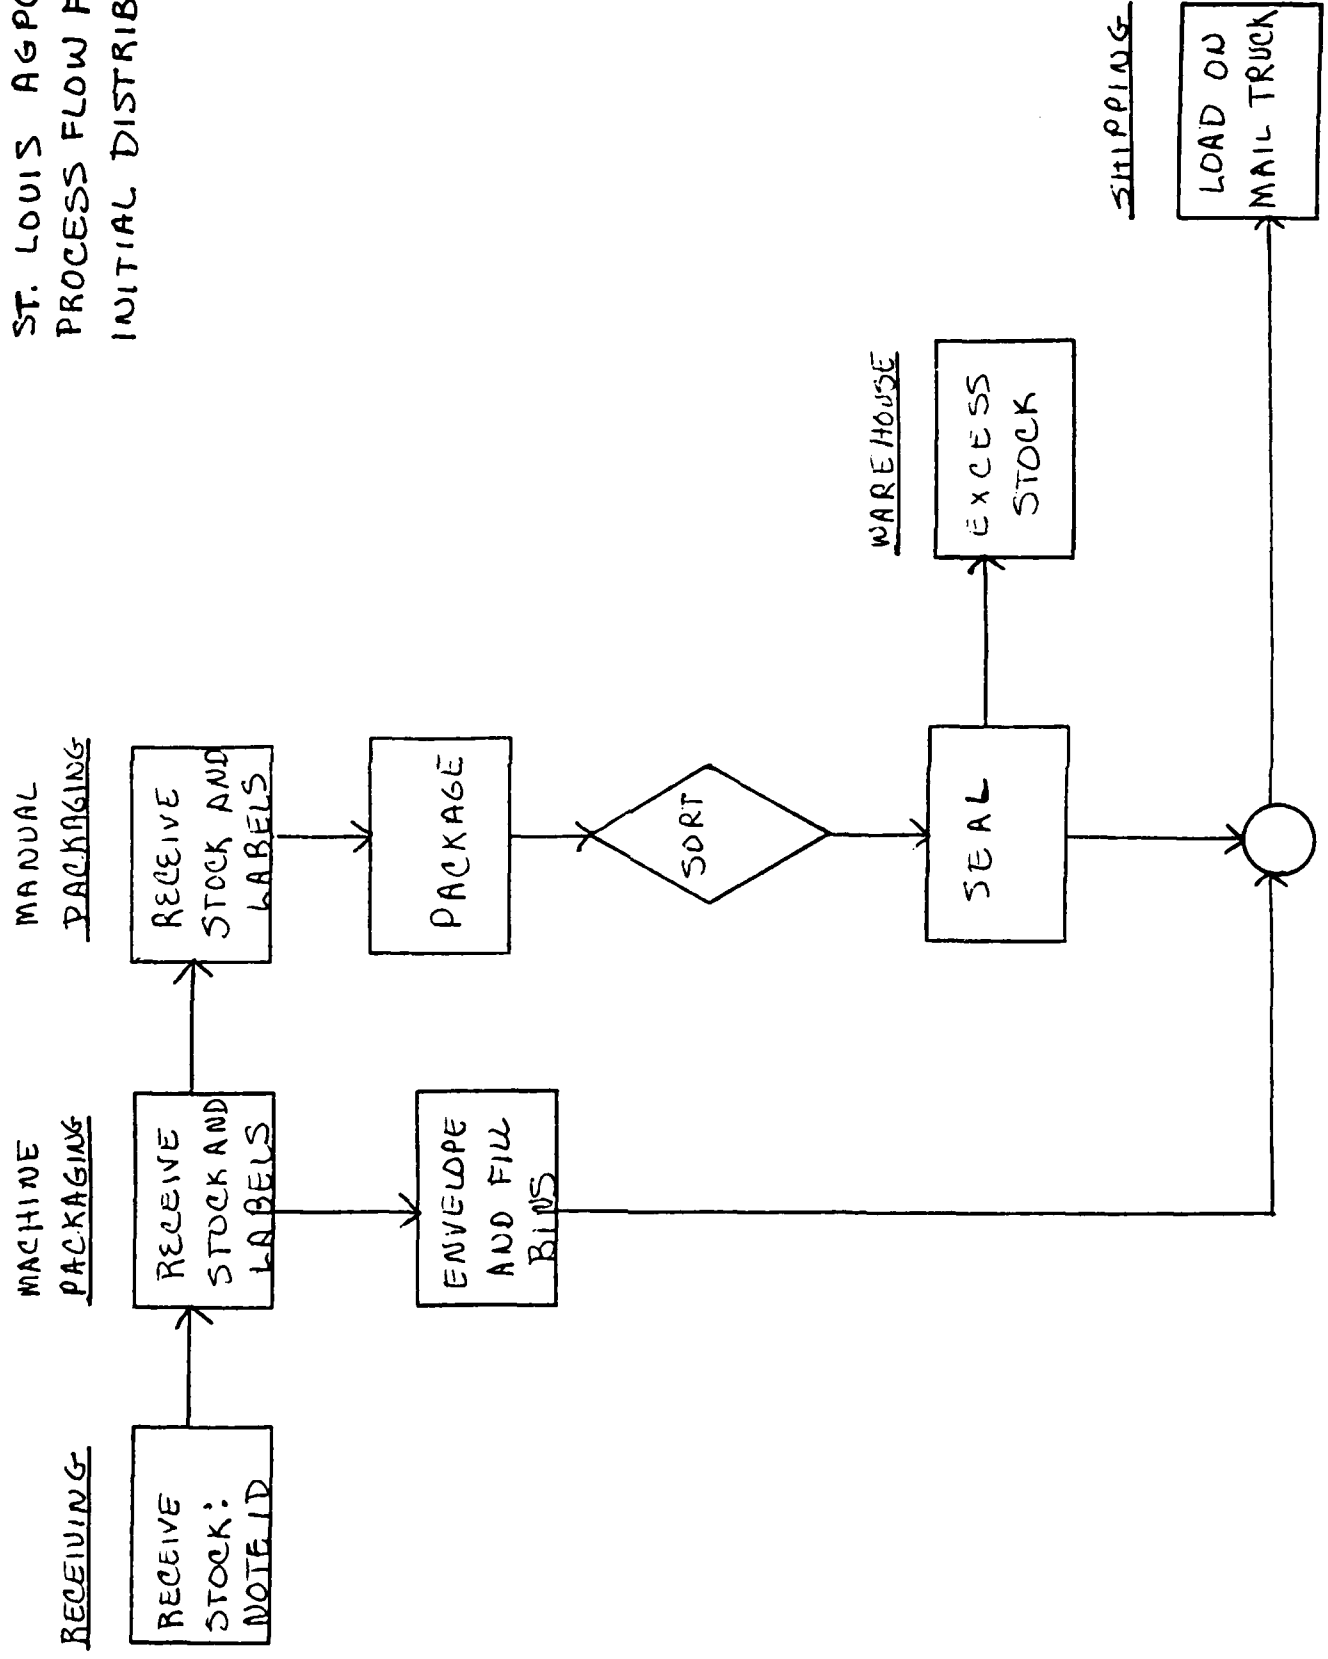 ST. LOUIS AGPO
PROCESS FLOW F
INITIAL DISTRIB
RECEIVING
RECEIVE
STOCK:
NOTE ID
MACHINE
PACKAGING
RECEIVE
STOCK AND
LABELS
ENVELOPE
AND FILL
BINS
MANUAL
PACKAGING
RECEIVE
STOCK AND
LABELS
PACKAGE
SORT
SEAL
WAREHOUSE
EXCESS
STOCK
SHIPPING
LOAD ON
MAIL TRUCK